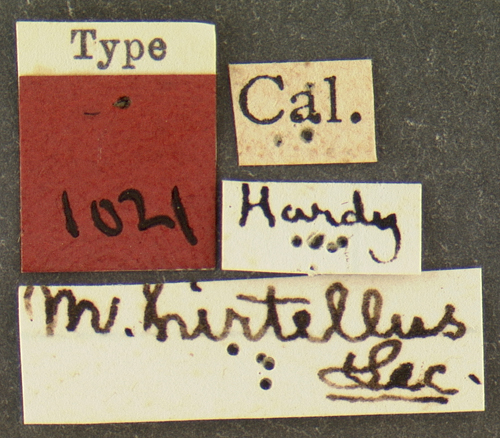 Type
1021
Cal.
Hardy
M. hirtellus
Lec.